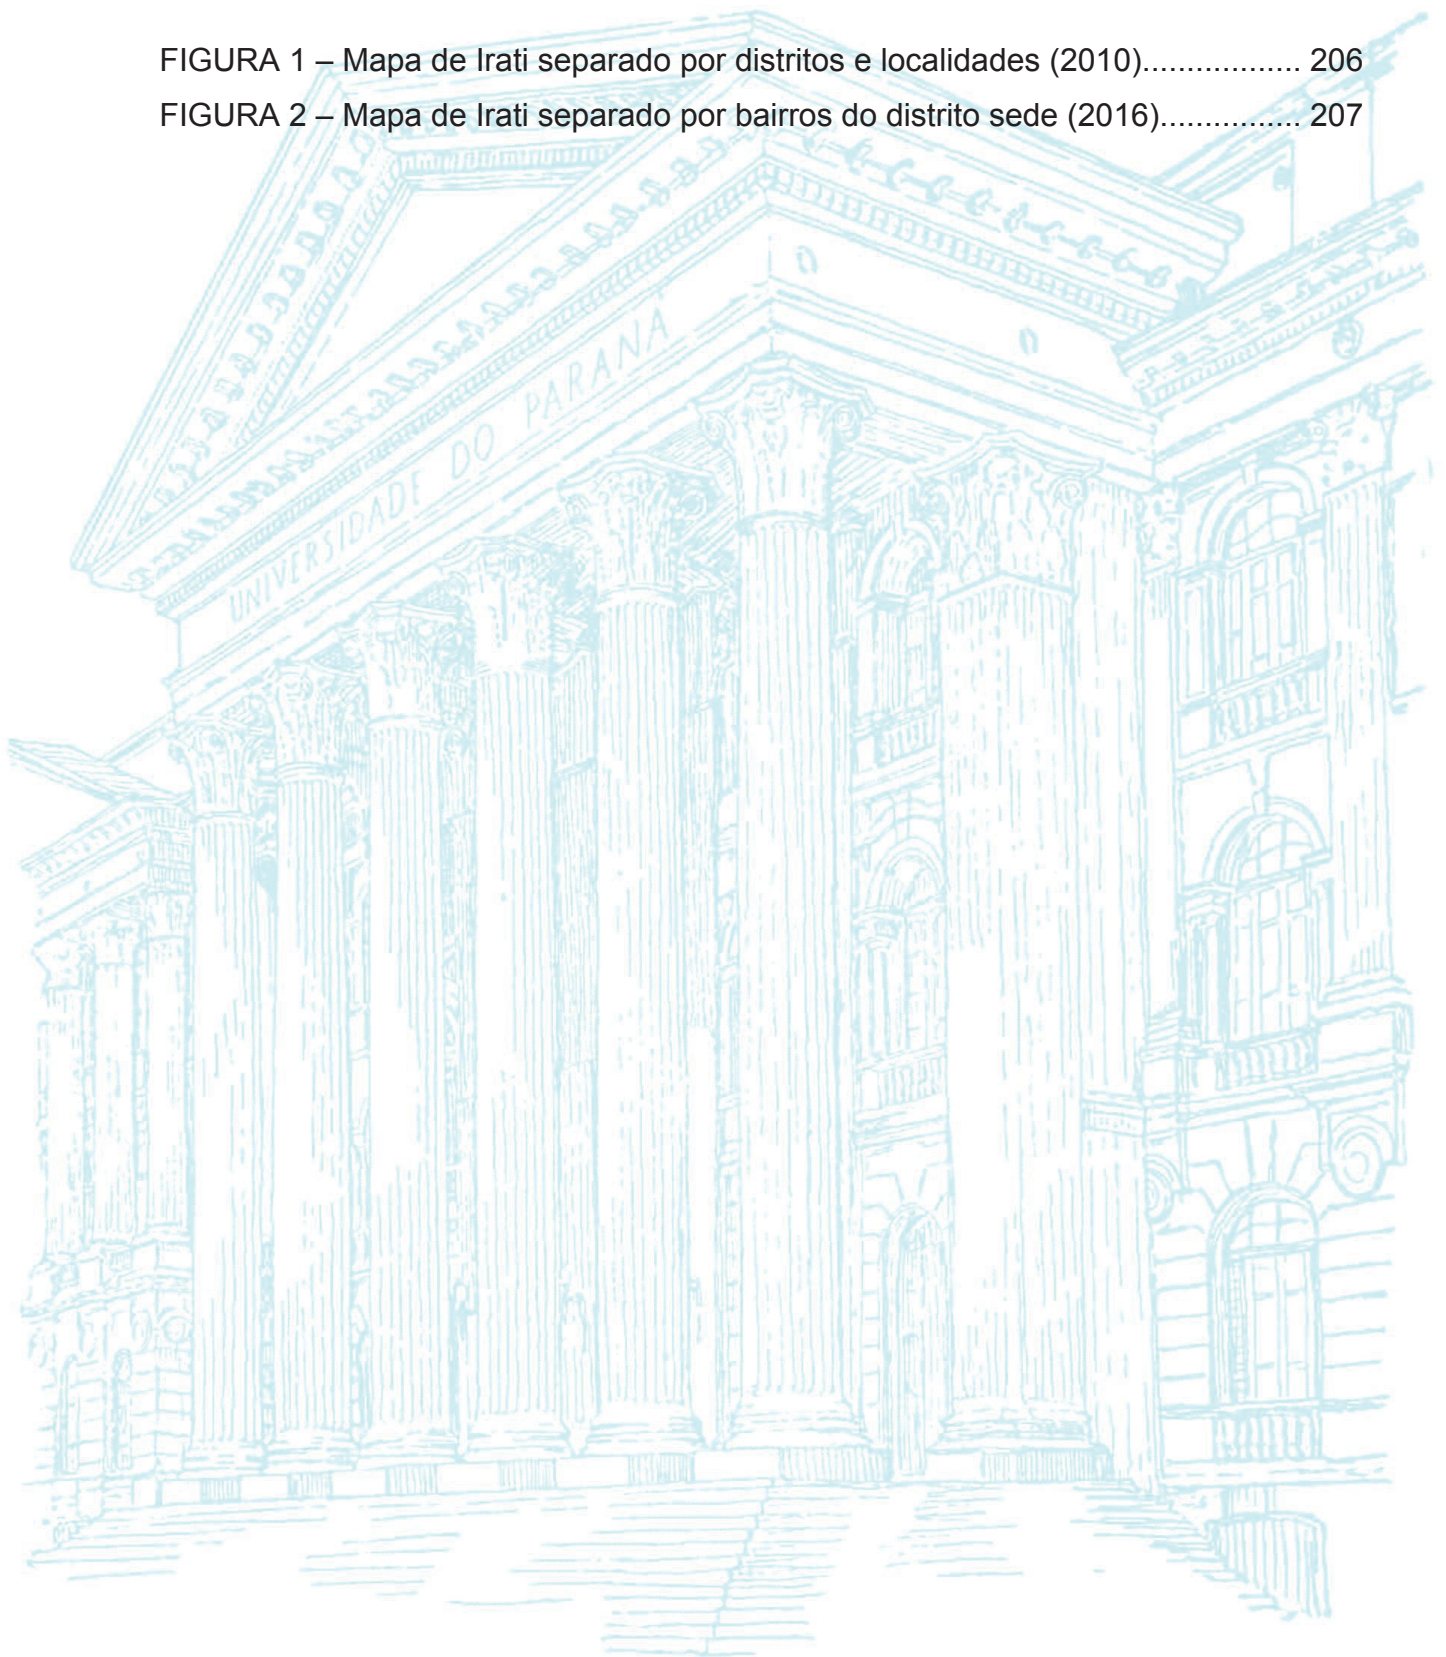 FIGURA 1 – Mapa de Irati separado por distritos e localidades (2010).................. 206
FIGURA 2 – Mapa de Irati separado por bairros do distrito sede (2016)................ 207
UNIVERSIDADE DO PARANÁ